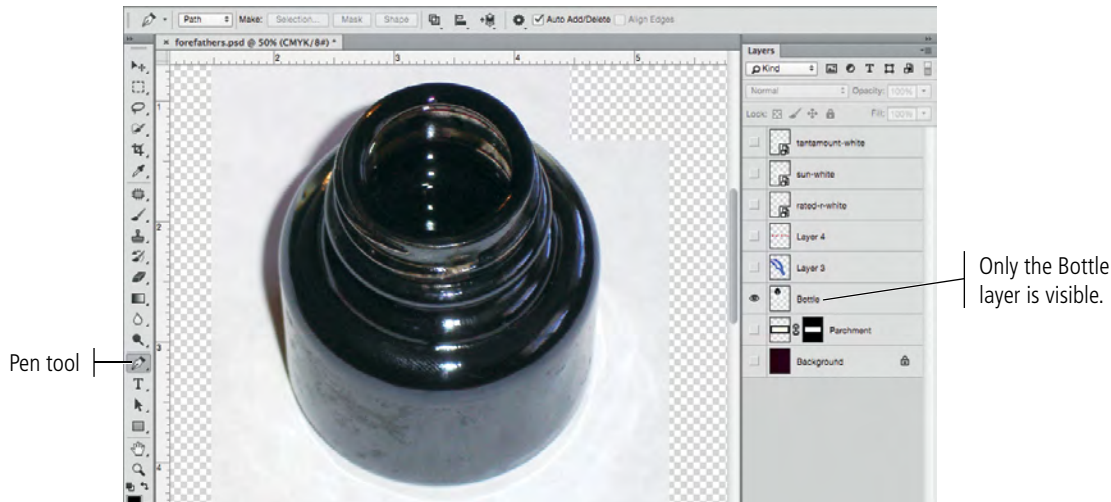 Path Make: Selection... Mask Shape Auto Add/Delete Align Edges
× forefathers.psd @ 50% (CMYK/8#) *
2 3 4 5
1
2
3
4
Layers
Kind
Normal Opacity: 100%
Lock: Fill: 100%
tantamount-white
sun-white
rated-r-white
Layer 4
Layer 3
Bottle
Parchment
Background
Only the Bottle
layer is visible.
Pen tool